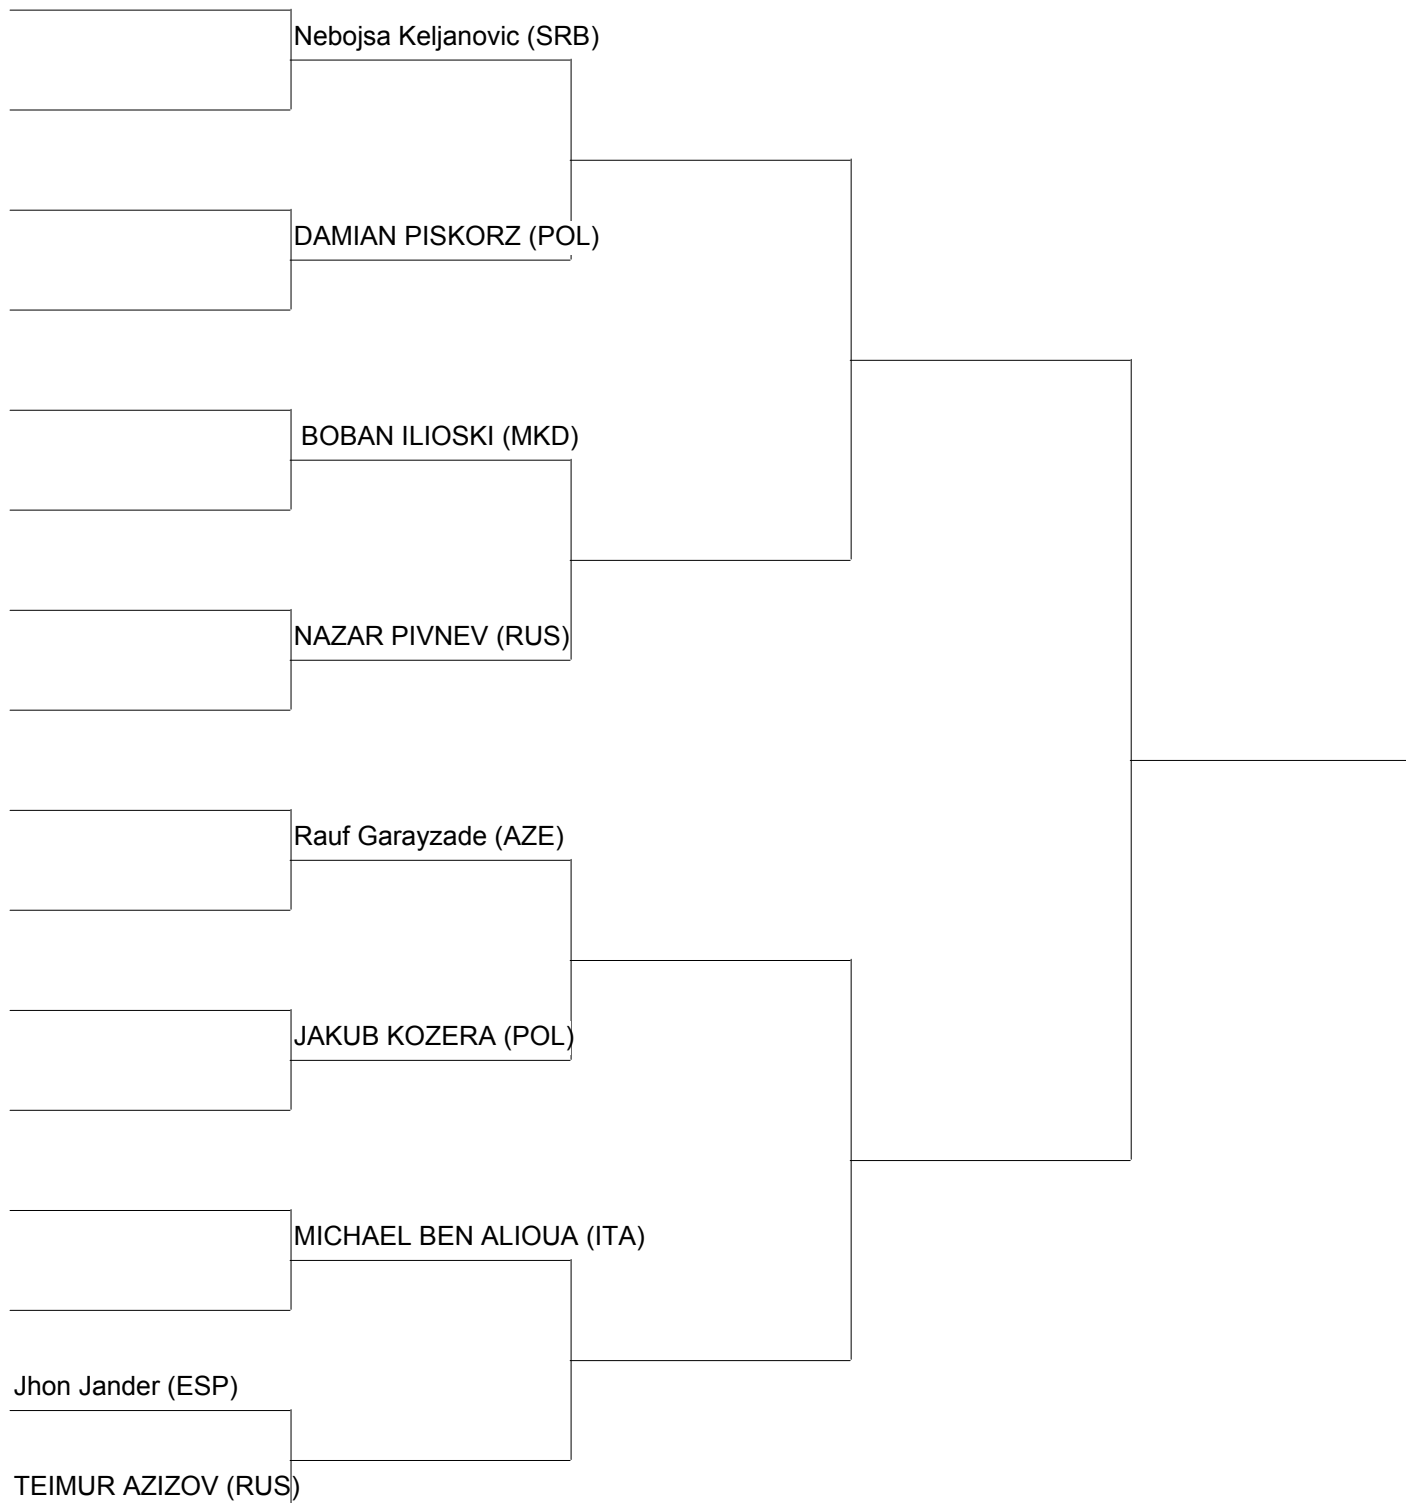 Nebojsa Keljanovic (SRB)
DAMIAN PISKORZ (POL)
BOBAN ILIOSKI (MKD)
NAZAR PIVNEV (RUS)
Rauf Garayzade (AZE)
JAKUB KOZERA (POL)
MICHAEL BEN ALIOUA (ITA)
Jhon Jander (ESP)
TEIMUR AZIZOV (RUS)